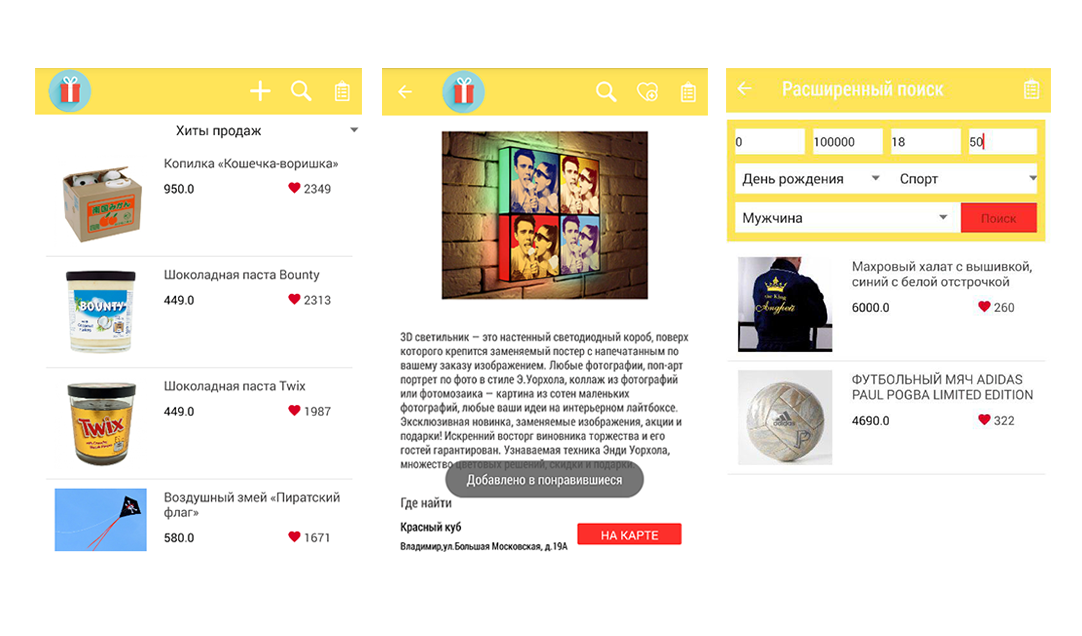 Хиты продаж
Копилка «Кошечка-воришка»
950.0
2349
Шоколадная паста Bounty
449.0
2313
BOUNTY
Шоколадная паста Twix
449.0
1987
TWIX
Воздушный змей «Пиратский
флаг»
580.0
1671
3D светильник — это настенный светодиодный короб, поверх
которого крепится заменяемый постер с напечатанным по
вашему заказу изображением. Любые фотографии, поп-арт
портрет по фото в стиле Э.Уорхола, коллаж из фотографий
или фотомозаика — картина из сотен маленьких
фотографий, любые ваши идеи на интерьерном лайтбоксе.
Эксклюзивная новинка, заменяемые изображения, акции и
подарки! Искренний восторг виновника торжества и его
гостей гарантирован. Узнаваемая техника Энди Уорхола,
множество цветовых решений, скидки и подарки.
Добавлено в понравившиеся
Где найти
Красный куб
Владимир,ул.Большая Московская, д.19А
НА КАРТЕ
Расширенный поиск
0
100000
18
50
День рождения
Спорт
Мужчина
Поиск
Махровый халат с вышивкой,
синий с белой отстрочкой
6000.0
260
Андрей
ФУТБОЛЬНЫЙ МЯЧ ADIDAS
PAUL POGBA LIMITED EDITION
4690.0
322
adidas